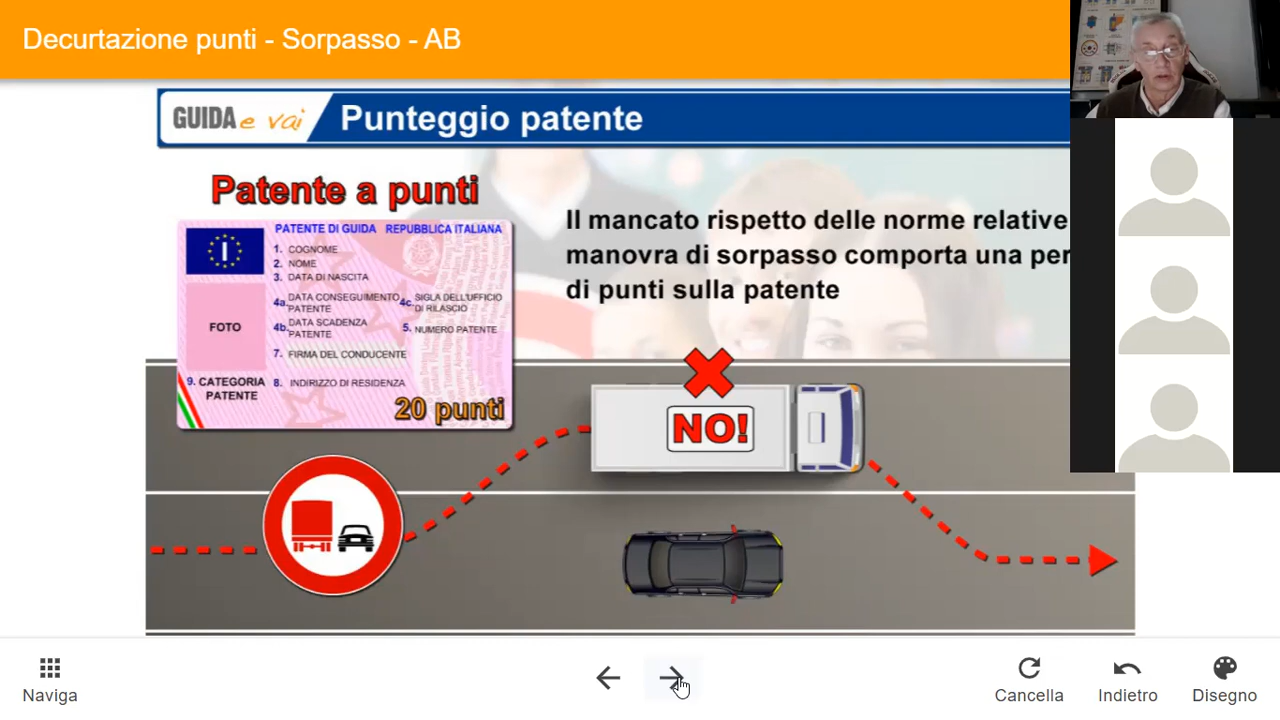 Decurtazione punti - Sorpasso - AB
GUIDA e vai
Punteggio patente
Patente a punti
PATENTE DI GUIDA REPUBBLICA ITALIANA
I
1. COGNOME
2. NOME
3. DATA DI NASCITA
4a. DATA CONSEGUIMENTO PATENTE
4c. SIGLA DELL'UFFICIO DI RILASCIO
4b. DATA SCADENZA PATENTE
5. NUMERO PATENTE
FOTO
7. FIRMA DEL CONDUCENTE
9. CATEGORIA PATENTE
8. INDIRIZZO DI RESIDENZA
20 punti
Il mancato rispetto delle norme relative
manovra di sorpasso comporta una per
di punti sulla patente
NO!
Naviga
Cancella
Indietro
Disegno